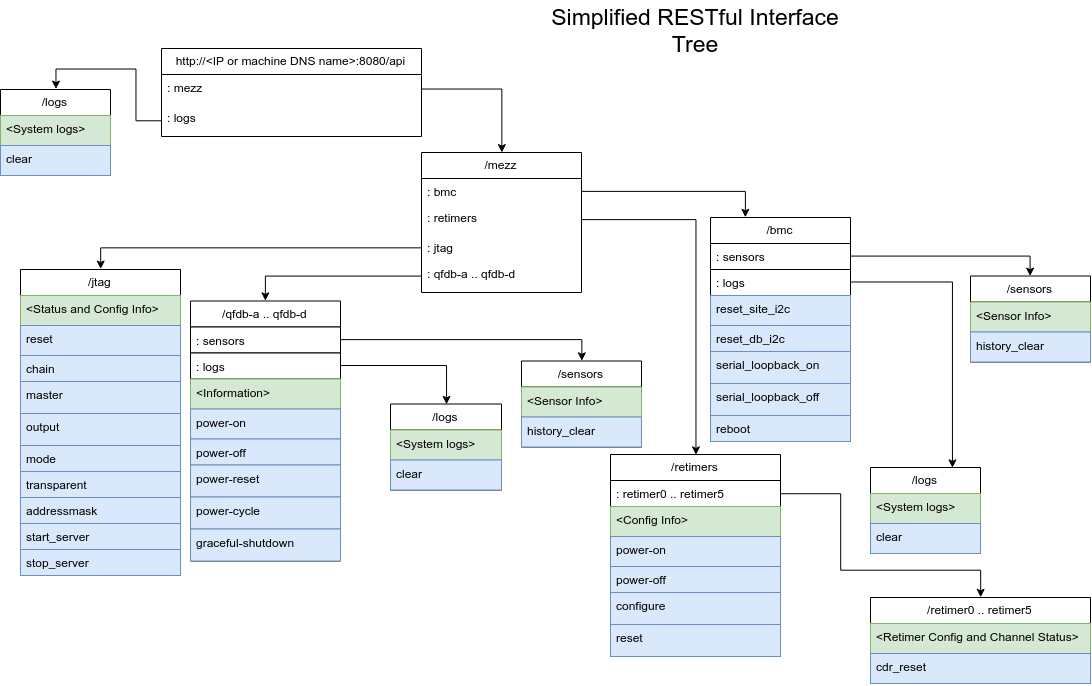 Simplified RESTful Interface
Tree
http://<IP or machine DNS name>:8080/api
: mezz
: logs
/logs
<System logs>
clear
/mezz
: bmc
: retimers
: jtag
: qfdb-a .. qfdb-d
/jtag
<Status and Config Info>
reset
chain
master
output
mode
transparent
addressmask
start_server
stop_server
/qfdb-a .. qfdb-d
: sensors
: logs
<Information>
power-on
power-off
power-reset
power-cycle
graceful-shutdown
/logs
<System logs>
clear
/sensors
<Sensor Info>
history_clear
/bmc
: sensors
: logs
reset_site_i2c
reset_db_i2c
serial_loopback_on
serial_loopback_off
reboot
/sensors
<Sensor Info>
history_clear
/retimers
: retimer0 .. retimer5
<Config Info>
power-on
power-off
configure
reset
/logs
<System logs>
clear
/retimer0 .. retimer5
<Retimer Config and Channel Status>
cdr_reset